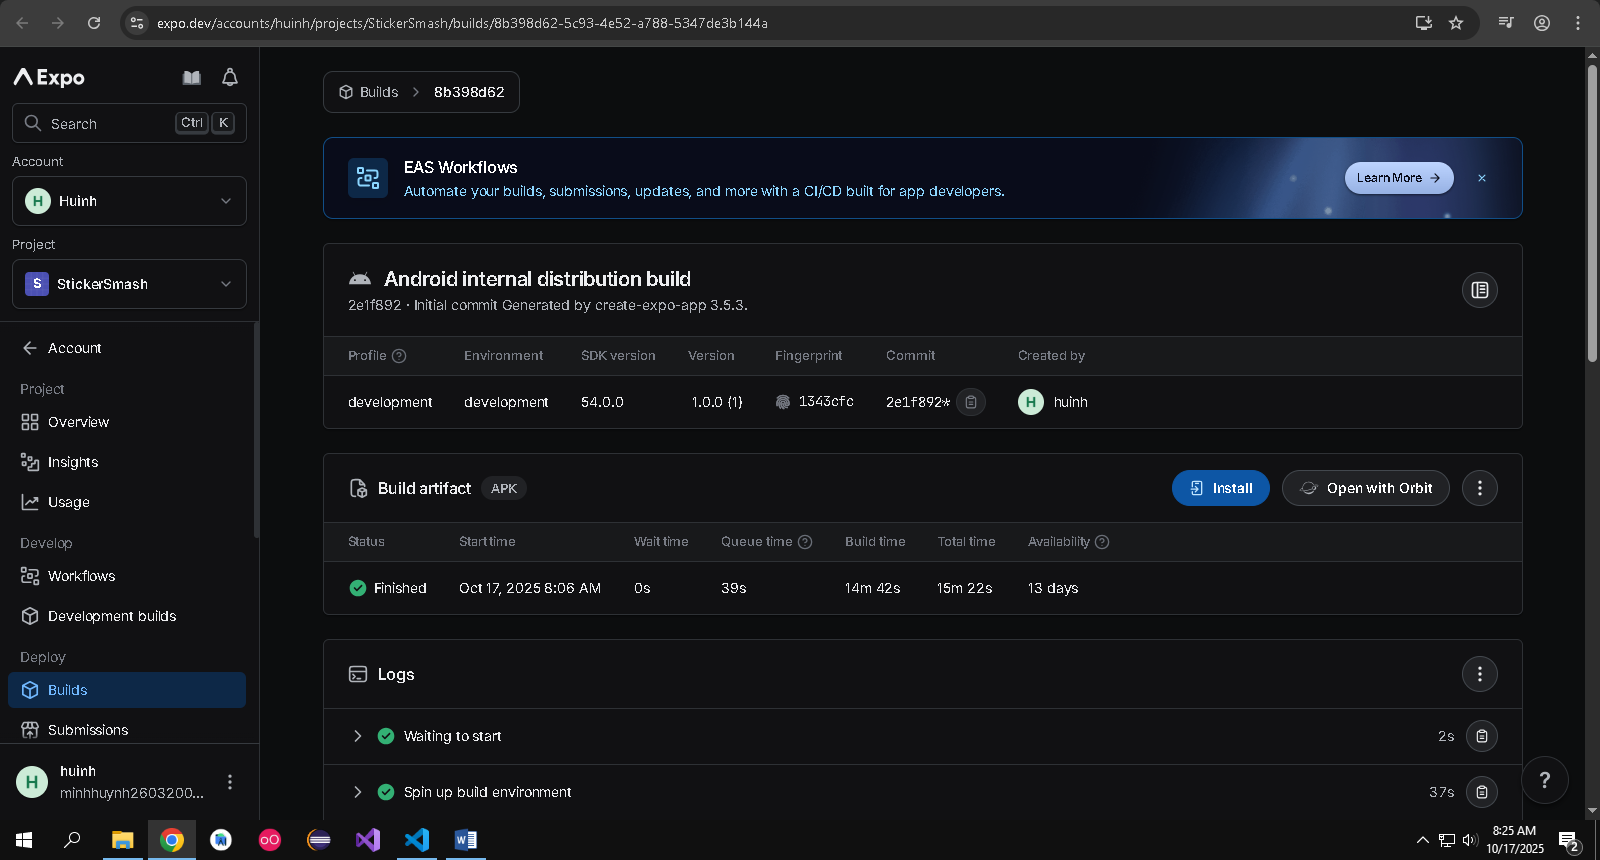 expo.dev/accounts/huinh/projects/StickerSmash/builds/8b398d62-5c93-4e52-a788-5347de3b144a
Expo
Search Ctrl K
Account
H Huinh
Project
S StickerSmash
Account
Project
Overview
Insights
Usage
Develop
Workflows
Development builds
Deploy
Builds
Submissions
H huinh
minhhuynh2603200...
Builds > 8b398d62
EAS Workflows
Automate your builds, submissions, updates, and more with a CI/CD built for app developers.
Learn More →
Android internal distribution build
2e1f892 · Initial commit Generated by create-expo-app 3.5.3.
Profile ? Environment SDK version Version Fingerprint Commit Created by
development development 54.0.0 1.0.0 (1) 1343cfc 2e1f892* H huinh
Build artifact APK Install Open with Orbit
Status Start time Wait time Queue time ? Build time Total time Availability ?
Finished Oct 17, 2025 8:06 AM 0s 39s 14m 42s 15m 22s 13 days
Logs
Waiting to start 2s
Spin up build environment 37s
?
8:25 AM
10/17/2025
2